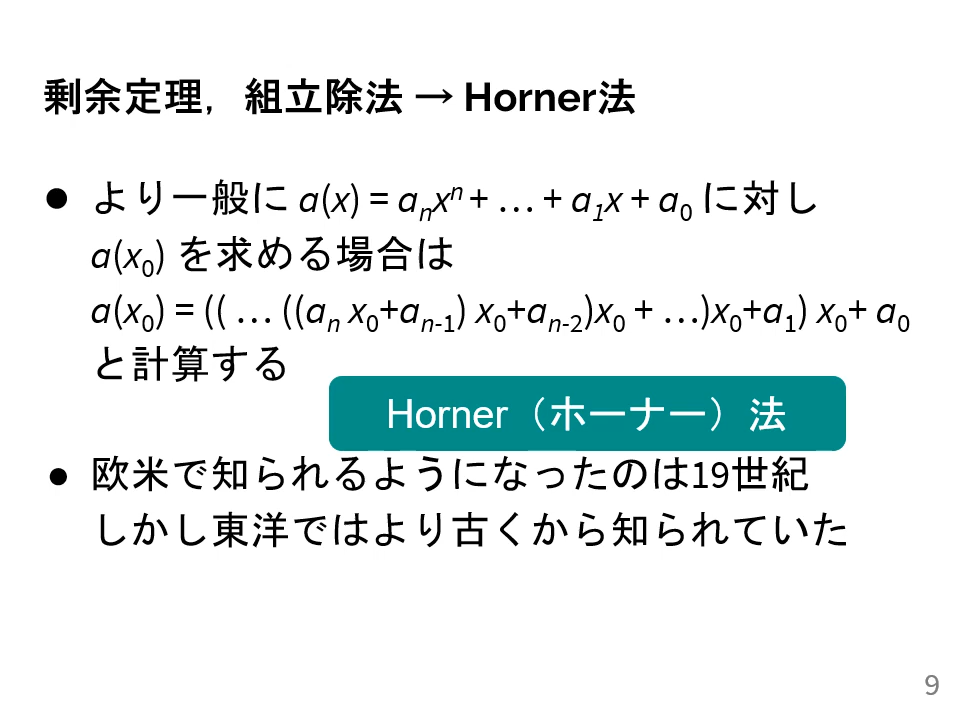 剰余定理，組立除法 → Horner法
● より一般に a(x) = aₙxⁿ + … + a₁x + a₀ に対し
a(x₀) を求める場合は
a(x₀) = (( … ((aₙ x₀+aₙ₋₁) x₀+aₙ₋₂)x₀ + …)x₀+a₁) x₀+ a₀
と計算する
Horner（ホーナー）法
● 欧米で知られるようになったのは19世紀
しかし東洋ではより古くから知られていた
9